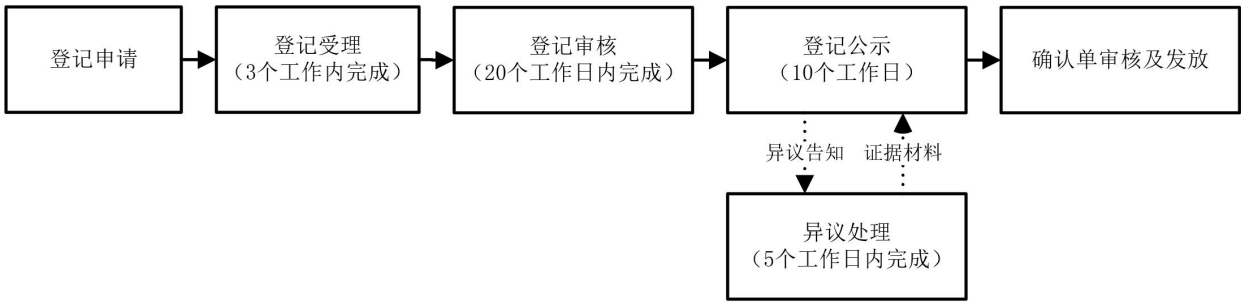 登记申请
登记受理
（3个工作内完成）
登记审核
（20个工作日内完成）
登记公示
（10个工作日）
确认单审核及发放
异议告知
证据材料
异议处理
（5个工作日内完成）